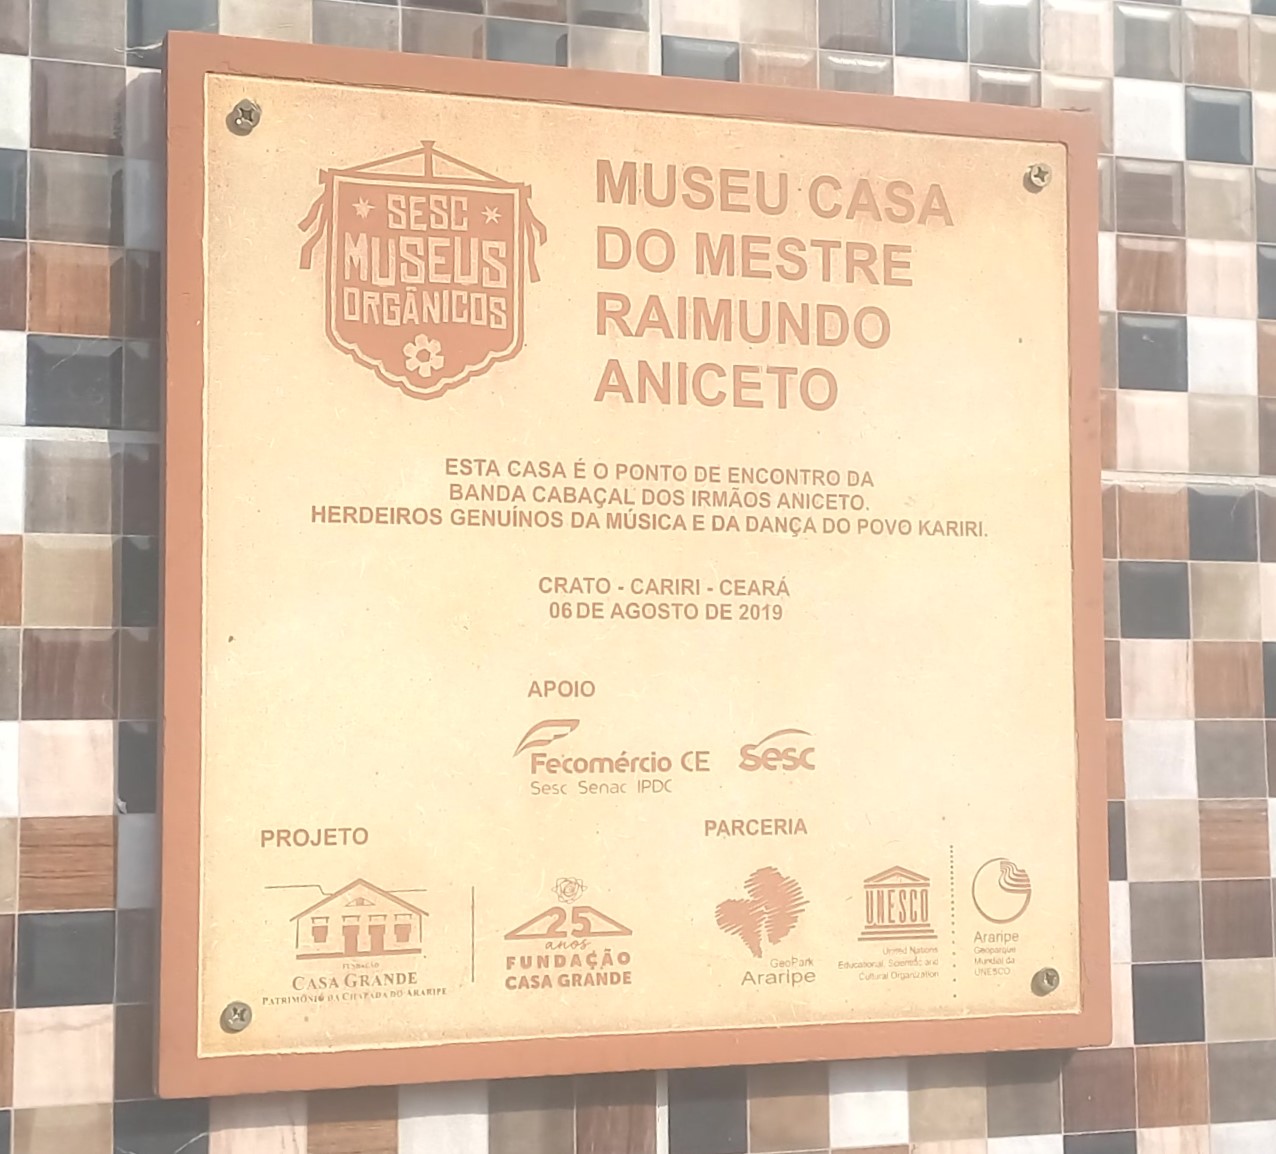 SESC
MUSEUS
ORGÂNICOS
MUSEU CASA
DO MESTRE
RAIMUNDO
ANICETO
ESTA CASA É O PONTO DE ENCONTRO DA
BANDA CABAÇAL DOS IRMÃOS ANICETO.
HERDEIROS GENUÍNOS DA MÚSICA E DA DANÇA DO POVO KARIRI.
CRATO - CARIRI - CEARÁ
06 DE AGOSTO DE 2019
APOIO
Fecomércio CE
Sesc Senac IPDC
Sesc
PROJETO
FUNDAÇÃO
CASA GRANDE
PATRIMÔNIO DA CHAPADA DO ARARIPE
25
anos
FUNDAÇÃO
CASA GRANDE
PARCERIA
GeoPark
Araripe
UNESCO
United Nations
Educational, Scientific and
Cultural Organization
Araripe
Geoparque
Mundial da
UNESCO